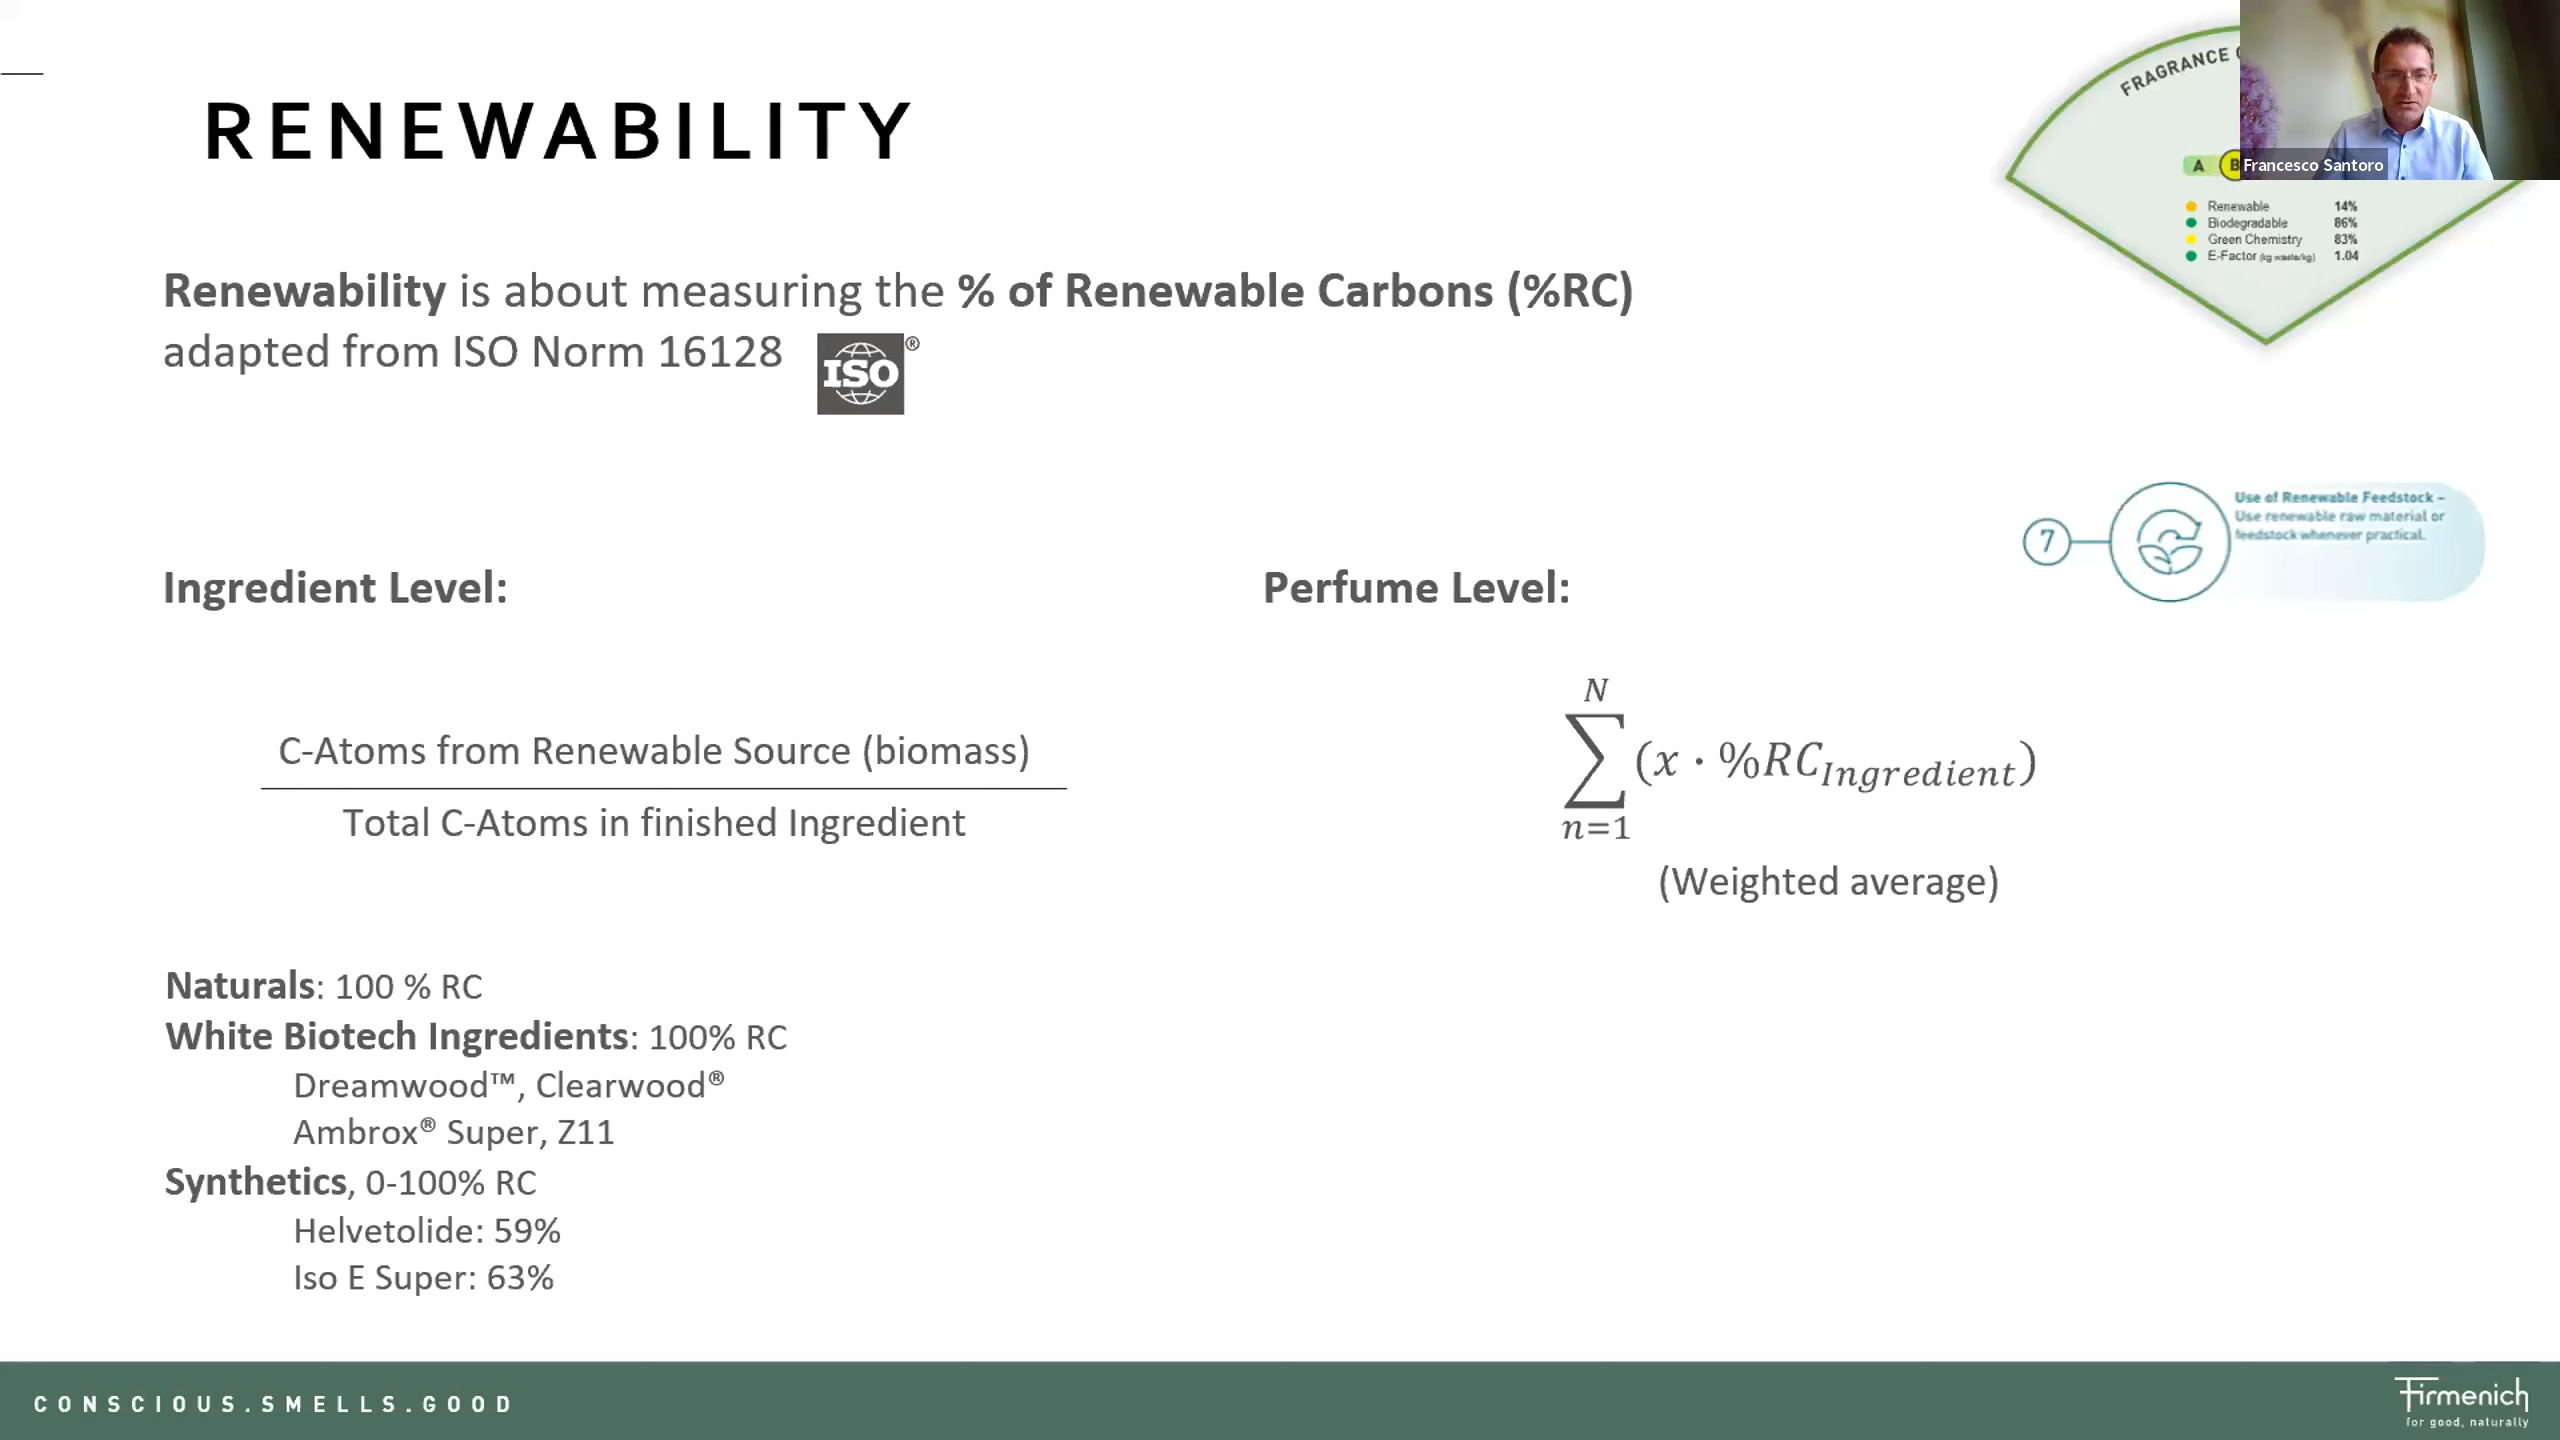 RENEWABILITY
Renewability is about measuring the % of Renewable Carbons (%RC)
adapted from ISO Norm 16128
ISO®
Ingredient Level:
C-Atoms from Renewable Source (biomass)
Total C-Atoms in finished Ingredient
Naturals: 100 % RC
White Biotech Ingredients: 100% RC
Dreamwood™, Clearwood®
Ambrox® Super, Z11
Synthetics, 0-100% RC
Helvetolide: 59%
Iso E Super: 63%
Perfume Level:
N
∑(x · %RC_Ingredient)
n=1
(Weighted average)
FRAGRANCE
A B
Renewable 14%
Biodegradable 86%
Green Chemistry 83%
E-Factor (kg waste/kg) 1.04
Francesco Santoro
7
Use of Renewable Feedstock –
Use renewable raw material or
feedstock whenever practical.
CONSCIOUS.SMELLS.GOOD
Firmenich
for good, naturally